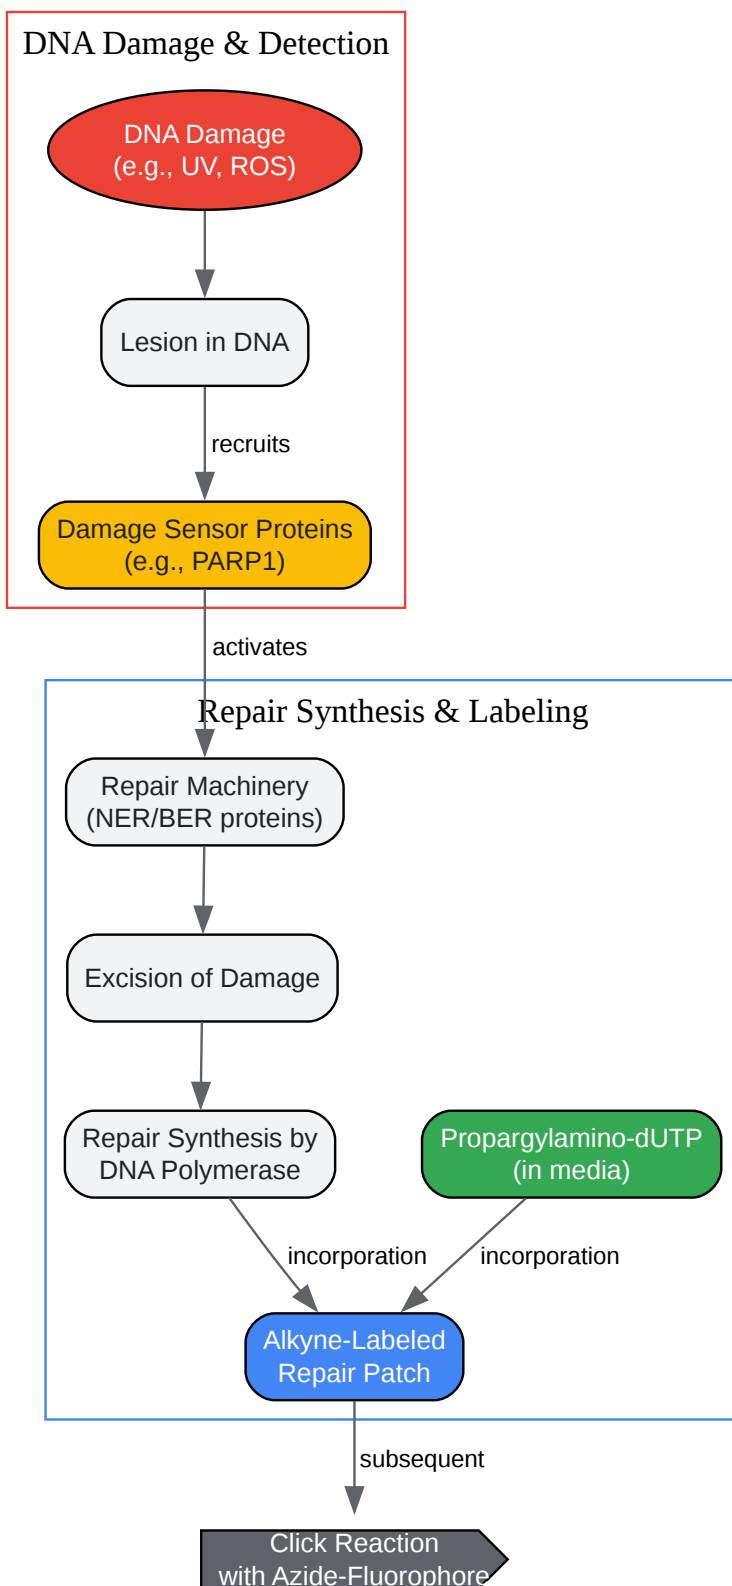 DNA Damage & Detection
DNA Damage
(e.g., UV, ROS)
Lesion in DNA
recruits
Damage Sensor Proteins
(e.g., PARP1)
activates
Repair Synthesis & Labeling
Repair Machinery
(NER/BER proteins)
Excision of Damage
Repair Synthesis by
DNA Polymerase
Propargylamino-dUTP
(in media)
incorporation
incorporation
Alkyne-Labeled
Repair Patch
subsequent
Click Reaction
with Azide-Fluorophore